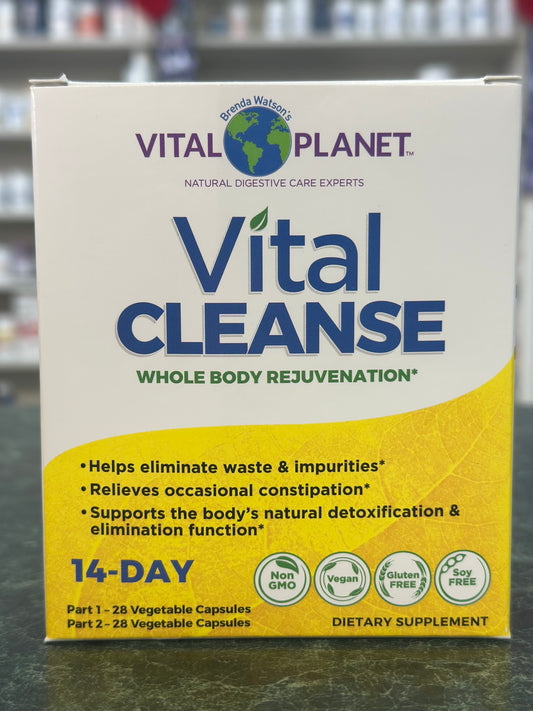 Brenda Watson's
VITAL PLANET™
NATURAL DIGESTIVE CARE EXPERTS
Vital
CLEANSE
WHOLE BODY REJUVENATION*
•Helps eliminate waste & impurities*
•Relieves occasional constipation*
•Supports the body's natural detoxification &
elimination function*
14-DAY
Non
GMO
Vegan
Gluten
FREE
Soy
FREE
Part 1 – 28 Vegetable Capsules
Part 2 – 28 Vegetable Capsules
DIETARY SUPPLEMENT